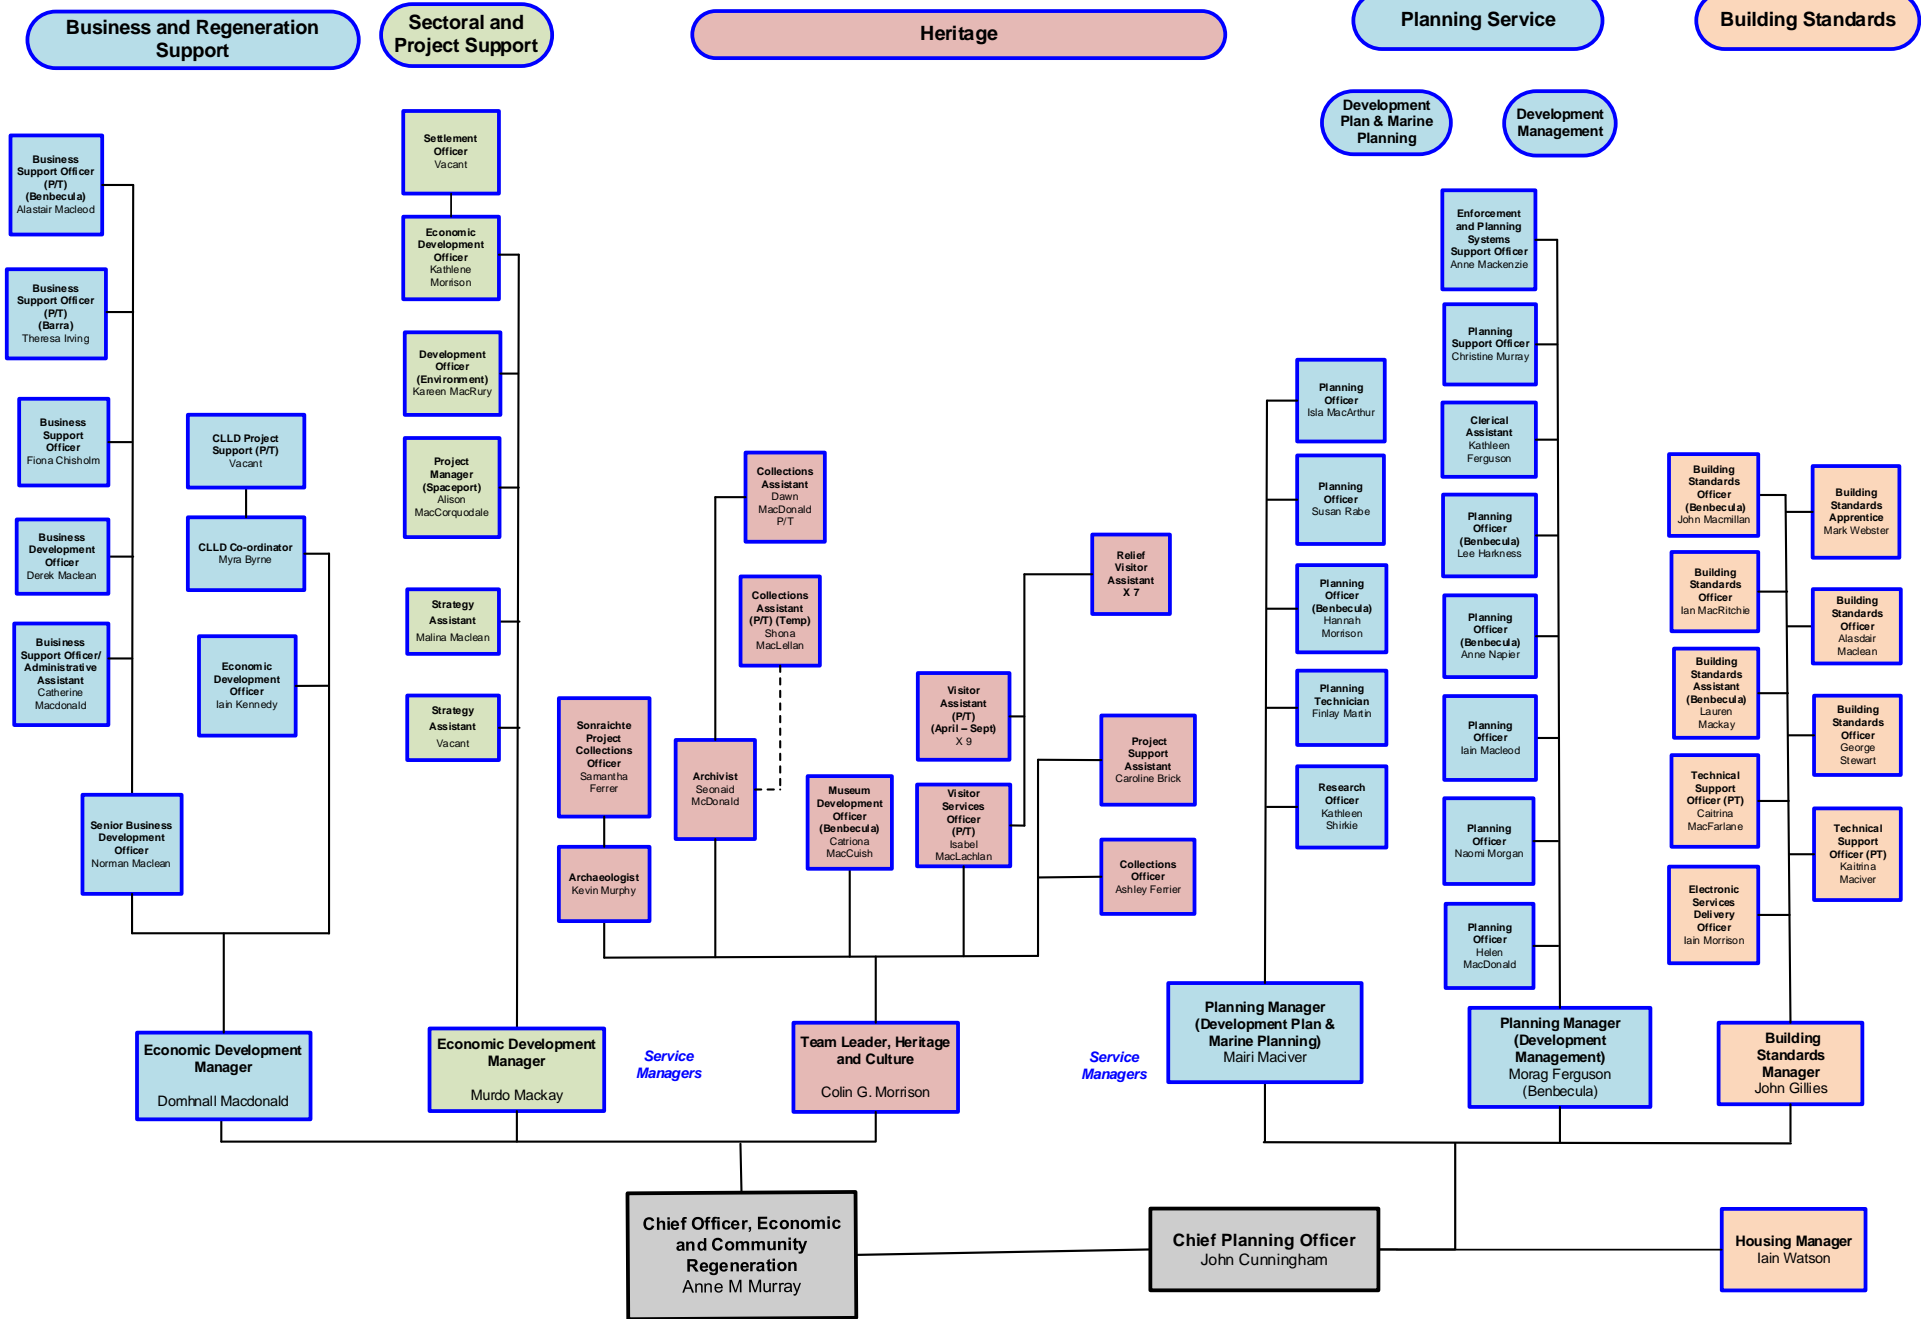 Business and Regeneration
Support
Sectoral and
Project Support
Heritage
Planning Service
Building Standards
Development
Plan & Marine
Planning
Development
Management
Business
Support Officer
(P/T)
(Benbecula)
Alastair Macleod
Business
Support Officer
(P/T)
(Barra)
Theresa Irving
Business
Support
Officer
Fiona Chisholm
Business
Development
Officer
Derek Maclean
Buisiness
Support Officer/
Administrative
Assistant
Catherine
Macdonald
Senior Business
Development
Officer
Norman Maclean
CLLD Project
Support (P/T)
Vacant
CLLD Co-ordinator
Myra Byrne
Economic
Development
Officer
Iain Kennedy
Economic Development
Manager
Domhnall Macdonald
Settlement
Officer
Vacant
Economic
Development
Officer
Kathlene
Morrison
Development
Officer
(Environment)
Kareen MacRury
Project
Manager
(Spaceport)
Alison
MacCorquodale
Strategy
Assistant
Malina Maclean
Strategy
Assistant
Vacant
Economic Development
Manager
Murdo Mackay
Service
Managers
Collections
Assistant
Dawn
MacDonald
P/T
Collections
Assistant
(P/T) (Temp)
Shona
MacLellan
Sonraichte
Project
Collections
Officer
Samantha
Ferrer
Archaeologist
Kevin Murphy
Archivist
Seonaid
McDonald
Museum
Development
Officer
(Benbecula)
Catriona
MacCuish
Relief
Visitor
Assistant
X 7
Visitor
Assistant
(P/T)
(April – Sept)
X 9
Visitor
Services
Officer
(P/T)
Isabel
MacLachlan
Project
Support
Assistant
Caroline Brick
Collections
Officer
Ashley Ferrier
Team Leader, Heritage
and Culture
Colin G. Morrison
Service
Managers
Planning
Officer
Isla MacArthur
Planning
Officer
Susan Rabe
Planning
Officer
(Benbecula)
Hannah
Morrison
Planning
Technician
Finlay Martin
Research
Officer
Kathleen
Shirkie
Planning Manager
(Development Plan &
Marine Planning)
Mairi Maciver
Enforcement
and Planning
Systems
Support Officer
Anne Mackenzie
Planning
Support Officer
Christine Murray
Clerical
Assistant
Kathleen
Ferguson
Planning
Officer
(Benbecula)
Lee Harkness
Planning
Officer
(Benbecula)
Anne Napier
Planning
Officer
Iain Macleod
Planning
Officer
Naomi Morgan
Planning
Officer
Helen
MacDonald
Planning Manager
(Development
Management)
Morag Ferguson
(Benbecula)
Building
Standards
Officer
(Benbecula)
John Macmillan
Building
Standards
Apprentice
Mark Webster
Building
Standards
Officer
Ian MacRitchie
Building
Standards
Officer
Alasdair
Maclean
Building
Standards
Assistant
(Benbecula)
Lauren
Mackay
Building
Standards
Officer
George
Stewart
Technical
Support
Officer (PT)
Caitrina
MacFarlane
Technical
Support
Officer (PT)
Kaitrina
Maciver
Electronic
Services
Delivery
Officer
Iain Morrison
Building
Standards
Manager
John Gillies
Chief Officer, Economic
and Community
Regeneration
Anne M Murray
Chief Planning Officer
John Cunningham
Housing Manager
Iain Watson